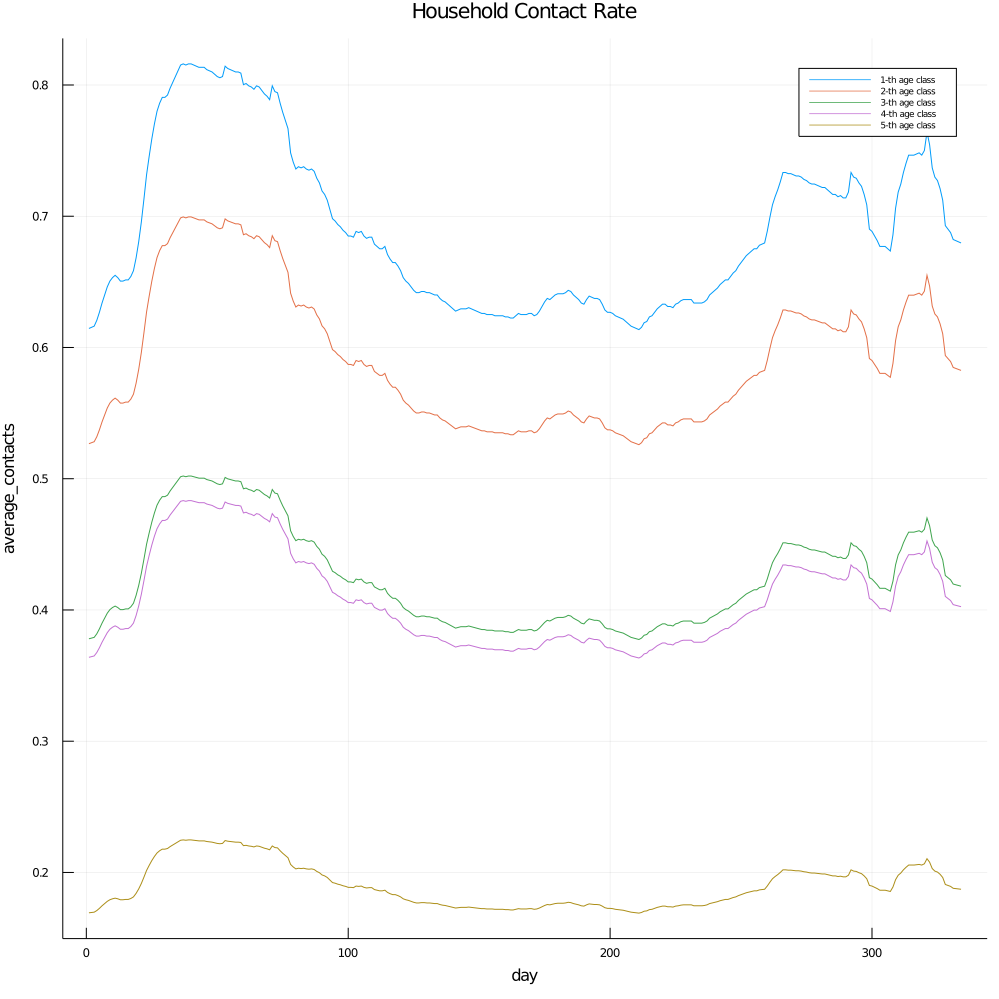 Household Contact Rate
1-th age class
2-th age class
3-th age class
4-th age class
5-th age class
average_contacts
0.8
0.7
0.6
0.5
0.4
0.3
0.2
0 100 200 300
day